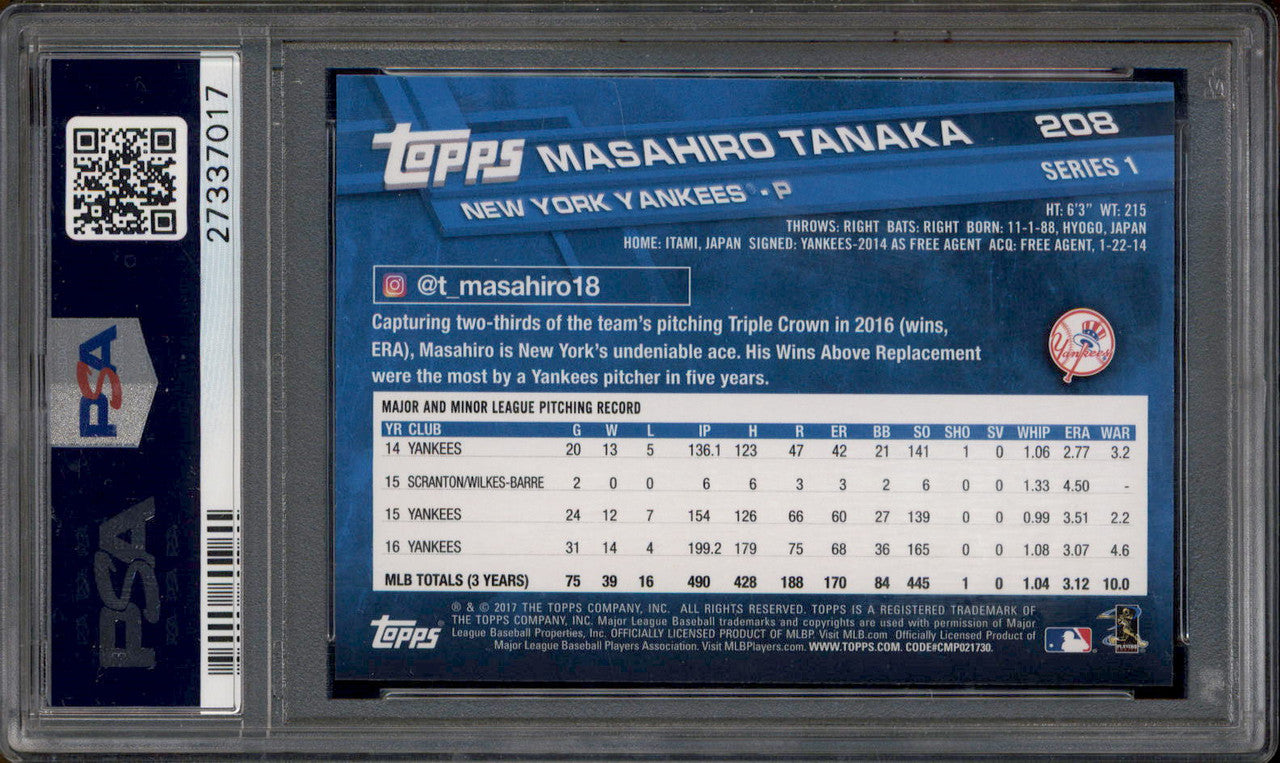 27337017
PSA
PSA
Topps MASAHIRO TANAKA 208
NEW YORK YANKEES® • P SERIES 1
HT: 6'3" WT: 215
THROWS: RIGHT BATS: RIGHT BORN: 11-1-88, HYOGO, JAPAN
HOME: ITAMI, JAPAN SIGNED: YANKEES-2014 AS FREE AGENT ACQ: FREE AGENT, 1-22-14
@t_masahiro18
Capturing two-thirds of the team's pitching Triple Crown in 2016 (wins,
ERA), Masahiro is New York's undeniable ace. His Wins Above Replacement
were the most by a Yankees pitcher in five years.
Yankees
MAJOR AND MINOR LEAGUE PITCHING RECORD
YR CLUB G W L IP H R ER BB SO SHO SV WHIP ERA WAR
14 YANKEES 20 13 5 136.1 123 47 42 21 141 1 0 1.06 2.77 3.2
15 SCRANTON/WILKES-BARRE 2 0 0 6 6 3 3 2 6 0 0 1.33 4.50 -
15 YANKEES 24 12 7 154 126 66 60 27 139 0 0 0.99 3.51 2.2
16 YANKEES 31 14 4 199.2 179 75 68 36 165 0 0 1.08 3.07 4.6
MLB TOTALS (3 YEARS) 75 39 16 490 428 188 170 84 445 1 0 1.04 3.12 10.0
Topps
® & © 2017 THE TOPPS COMPANY, INC. ALL RIGHTS RESERVED. TOPPS IS A REGISTERED TRADEMARK OF
THE TOPPS COMPANY, INC. Major League Baseball trademarks and copyrights are used with permission of Major
League Baseball Properties, Inc. OFFICIALLY LICENSED PRODUCT OF MLBP. Visit MLB.com Officially Licensed Product of
Major League Baseball Players Association. Visit MLBPlayers.com. WWW.TOPPS.COM. CODE#CMP021730.